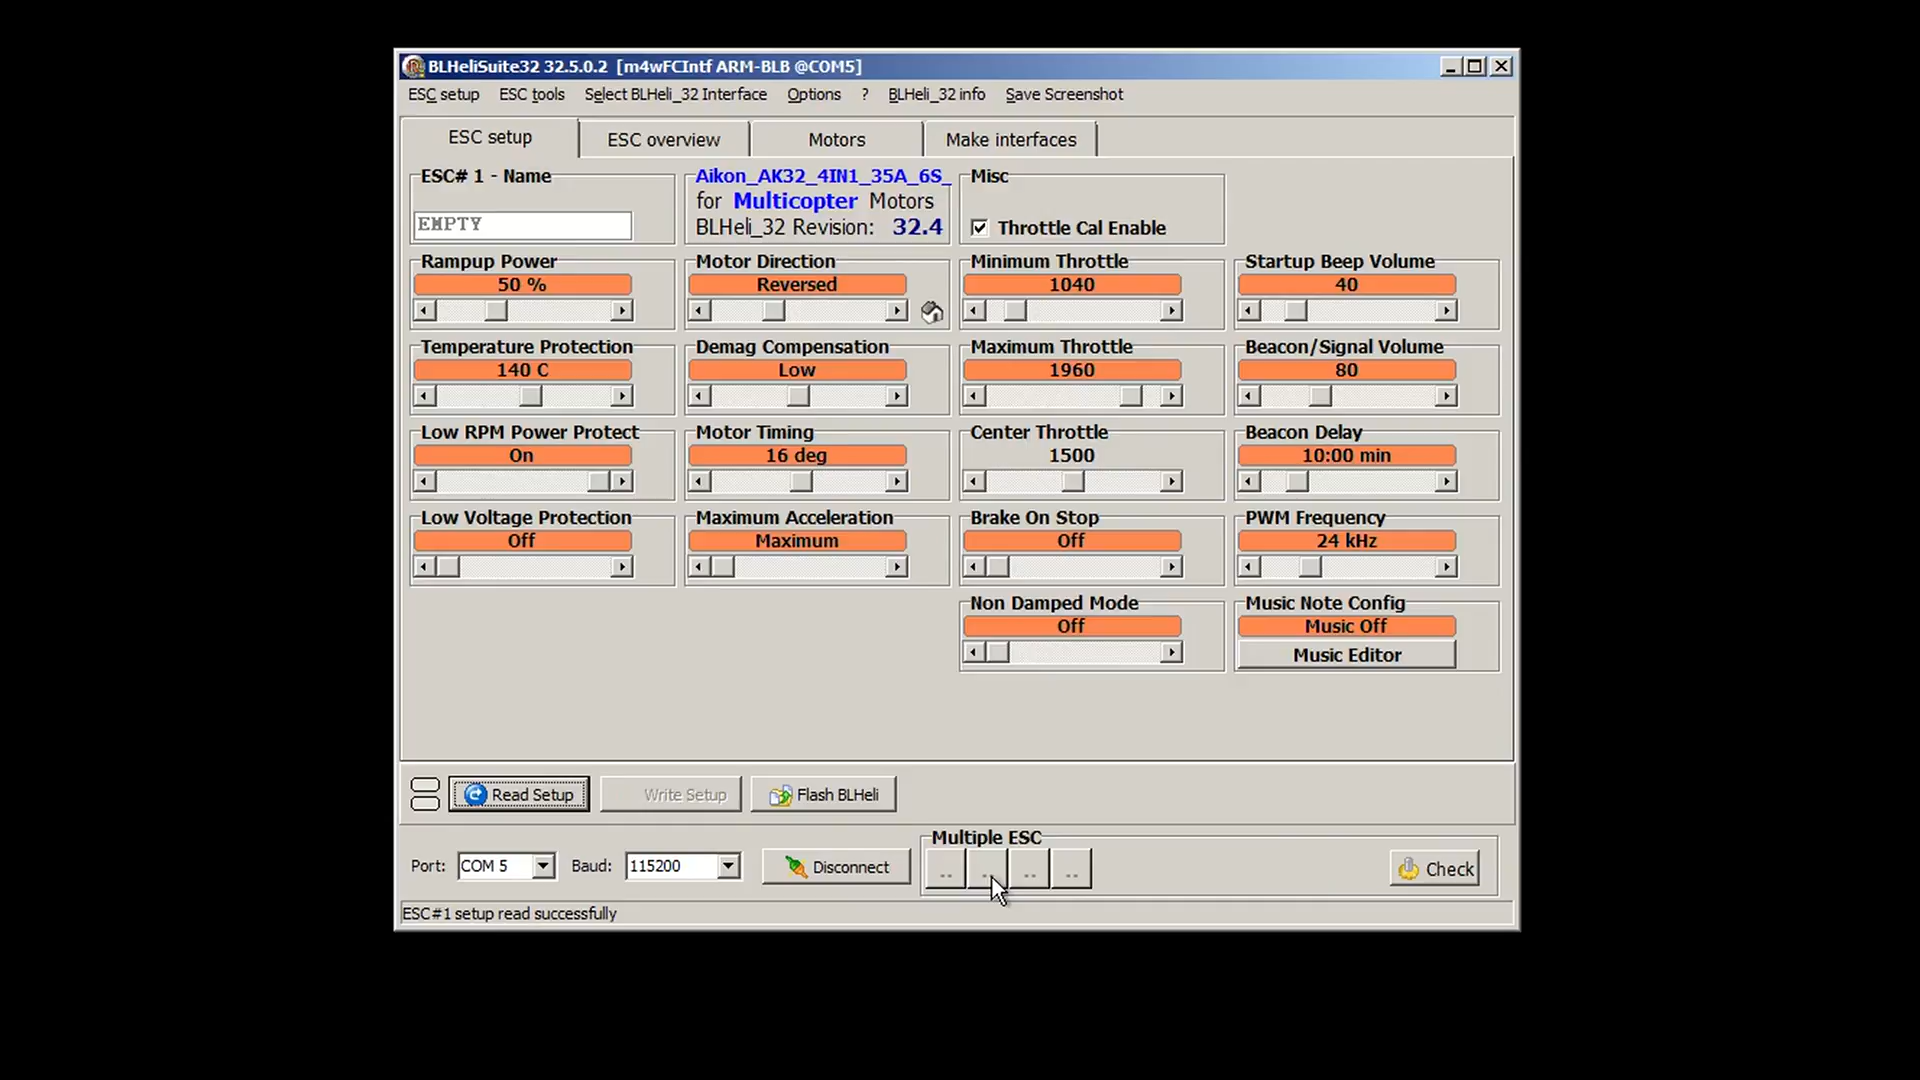 BLHeliSuite32 32.5.0.2 [m4wFCIntf ARM-BLB @COM5]
ESC setup ESC tools Select BLHeli_32 Interface Options ? BLHeli_32 info Save Screenshot
ESC setup ESC overview Motors Make interfaces
ESC# 1 - Name
EMPTY
Aikon_AK32_4IN1_35A_6S_
for Multicopter Motors
BLHeli_32 Revision: 32.4
Misc
Throttle Cal Enable
Rampup Power
50 %
Motor Direction
Reversed
Minimum Throttle
1040
Startup Beep Volume
40
Temperature Protection
140 C
Demag Compensation
Low
Maximum Throttle
1960
Beacon/Signal Volume
80
Low RPM Power Protect
On
Motor Timing
16 deg
Center Throttle
1500
Beacon Delay
10:00 min
Low Voltage Protection
Off
Maximum Acceleration
Maximum
Brake On Stop
Off
PWM Frequency
24 kHz
Non Damped Mode
Off
Music Note Config
Music Off
Music Editor
Read Setup Write Setup Flash BLHeli
Port: COM 5 Baud: 115200 Disconnect
Multiple ESC
.. .. .. ..
Check
ESC#1 setup read successfully